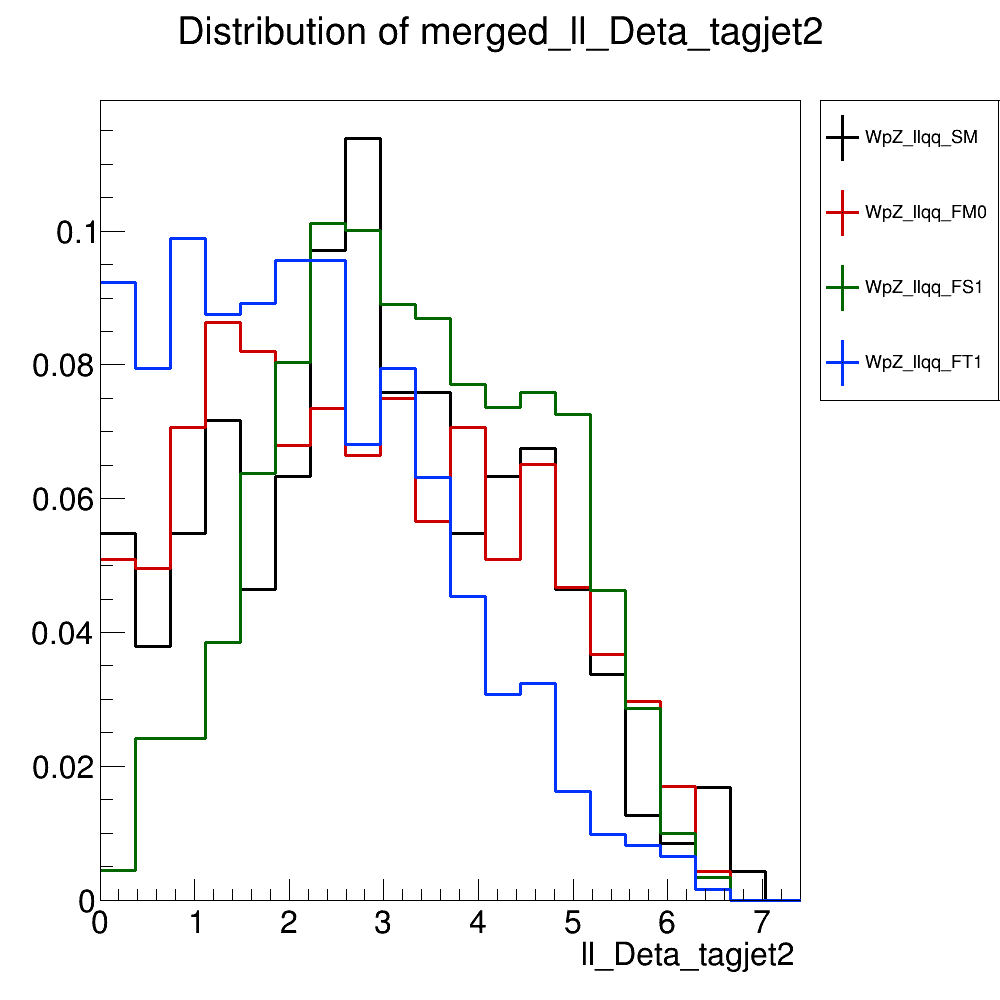 Distribution of merged_ll_Deta_tagjet2
WpZ_llqq_SM
WpZ_llqq_FM0
WpZ_llqq_FS1
WpZ_llqq_FT1
0.1
0.08
0.06
0.04
0.02
0
0 1 2 3 4 5 6 7
ll_Deta_tagjet2